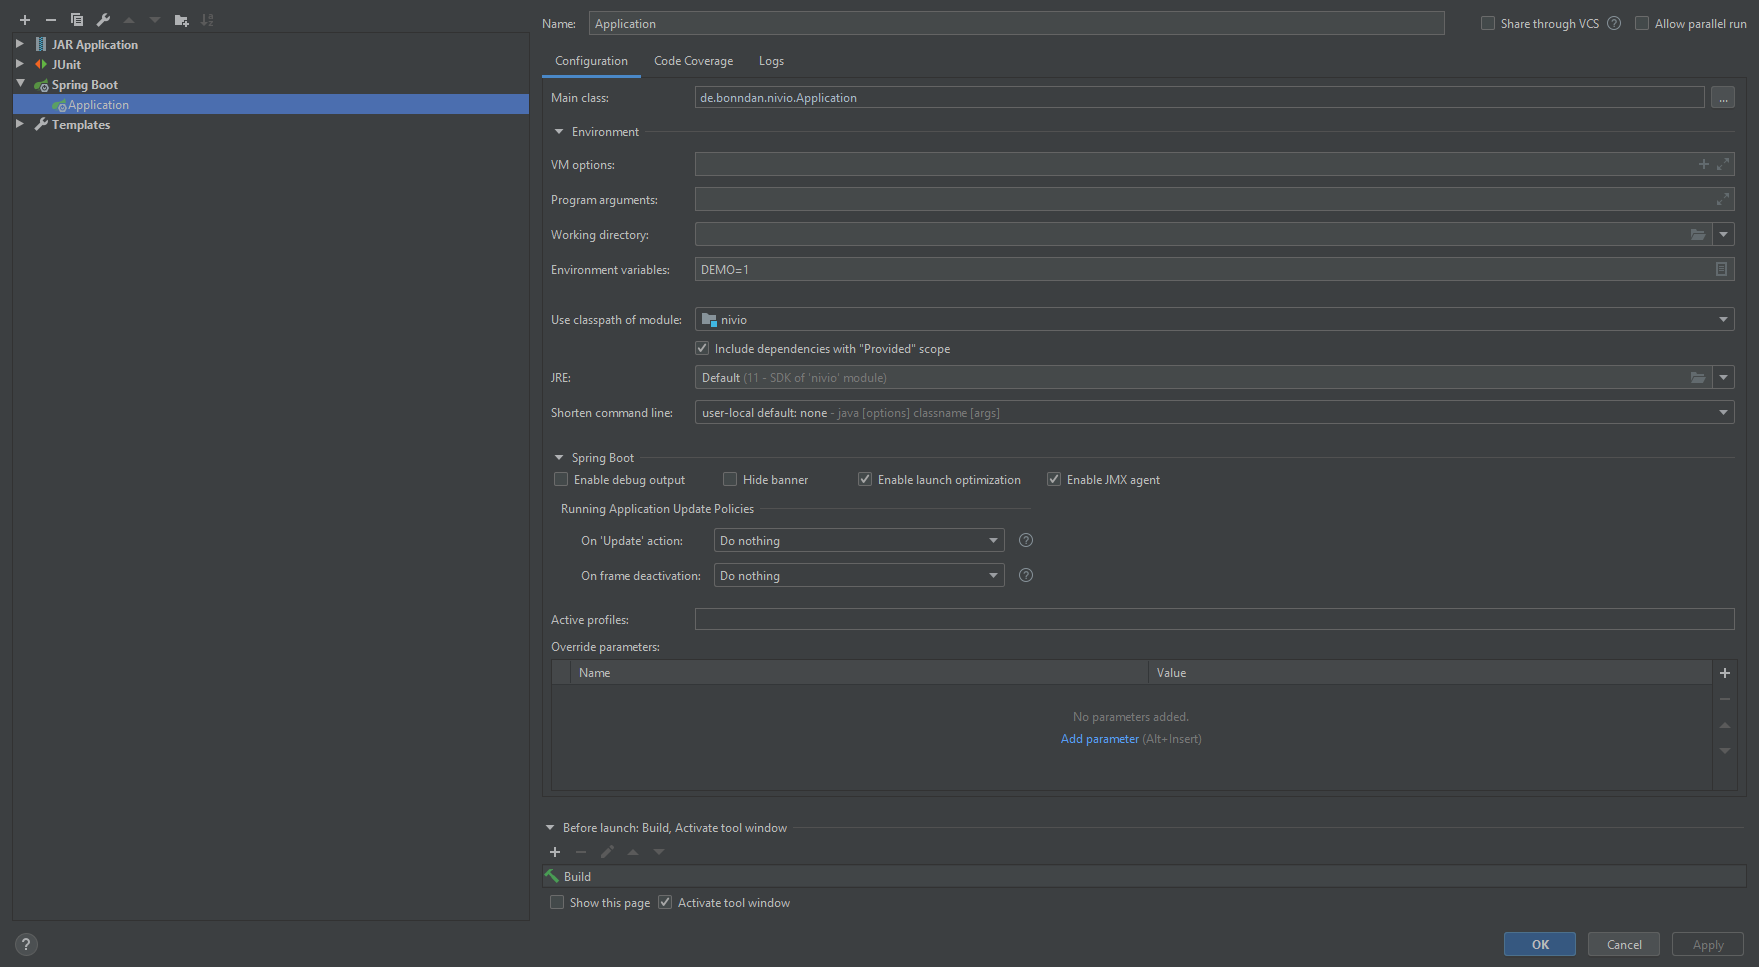 JAR Application
JUnit
Spring Boot
Application
Templates
Name: Application Share through VCS ? Allow parallel run
Configuration Code Coverage Logs
Main class: de.bonndan.nivio.Application ...
Environment
VM options:
Program arguments:
Working directory:
Environment variables: DEMO=1
Use classpath of module: nivio
Include dependencies with "Provided" scope
JRE: Default (11 - SDK of 'nivio' module)
Shorten command line: user-local default: none - java [options] classname [args]
Spring Boot
Enable debug output Hide banner Enable launch optimization Enable JMX agent
Running Application Update Policies
On 'Update' action: Do nothing ?
On frame deactivation: Do nothing ?
Active profiles:
Override parameters:
Name Value
No parameters added.
Add parameter (Alt+Insert)
Before launch: Build, Activate tool window
Build
Show this page Activate tool window
? OK Cancel Apply